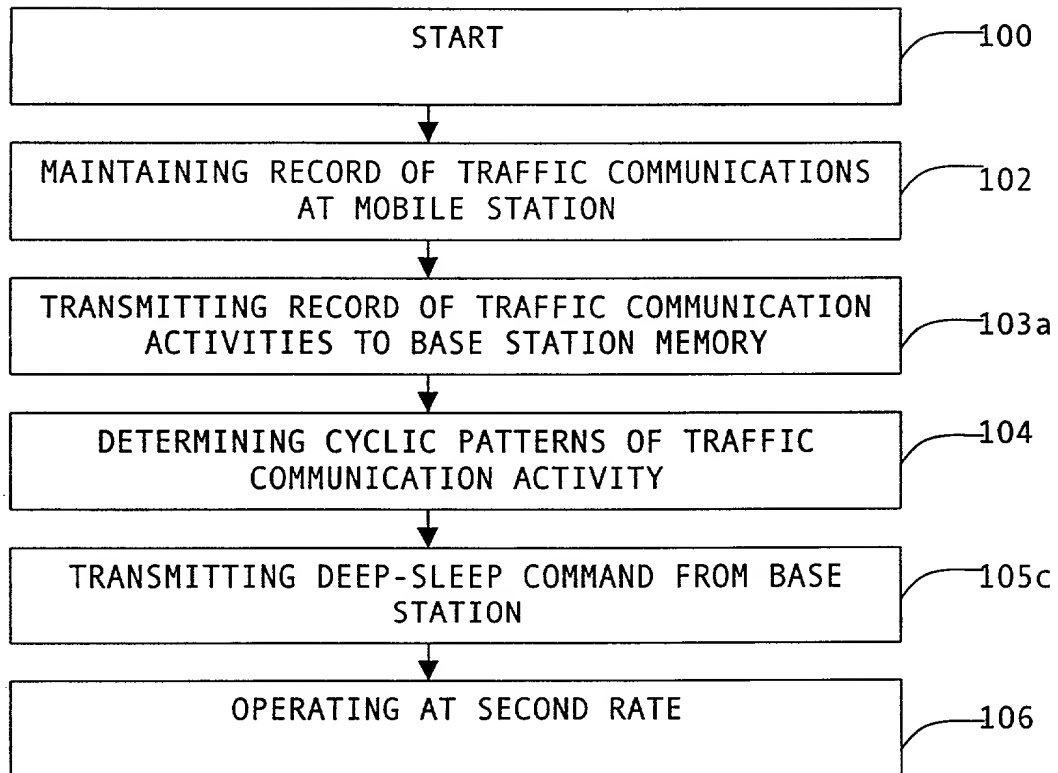 START
100
MAINTAINING RECORD OF TRAFFIC COMMUNICATIONS
AT MOBILE STATION
102
TRANSMITTING RECORD OF TRAFFIC COMMUNICATION
ACTIVITIES TO BASE STATION MEMORY
103a
DETERMINING CYCLIC PATTERNS OF TRAFFIC
COMMUNICATION ACTIVITY
104
TRANSMITTING DEEP-SLEEP COMMAND FROM BASE
STATION
105c
OPERATING AT SECOND RATE
106